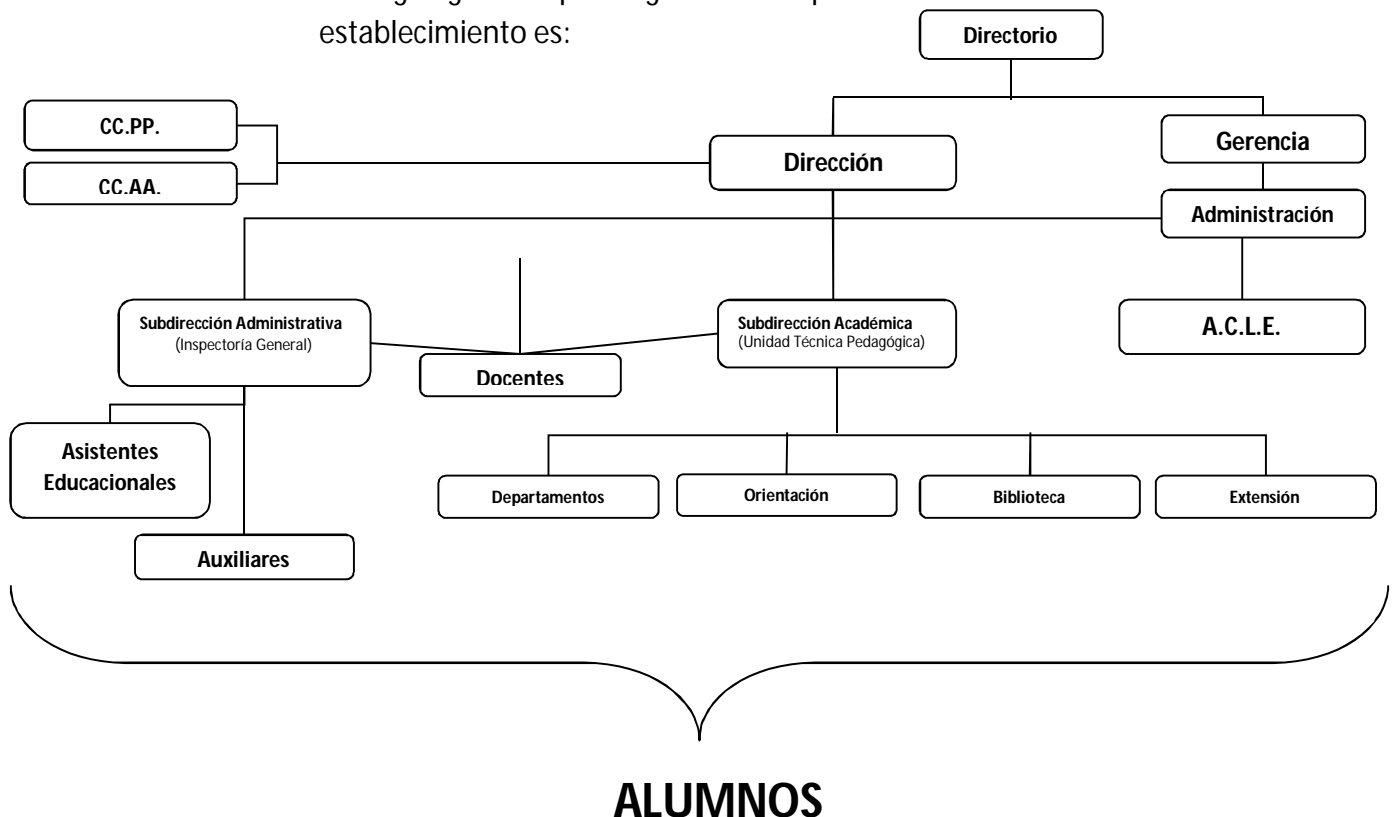 establecimiento es:
Directorio
CC.PP.
Gerencia
Dirección
CC.AA.
Administración
Subdirección Administrativa
(Inspectoría General)
Subdirección Académica
(Unidad Técnica Pedagógica)
A.C.L.E.
Docentes
Asistentes
Educacionales
Departamentos
Orientación
Biblioteca
Extensión
Auxiliares
ALUMNOS